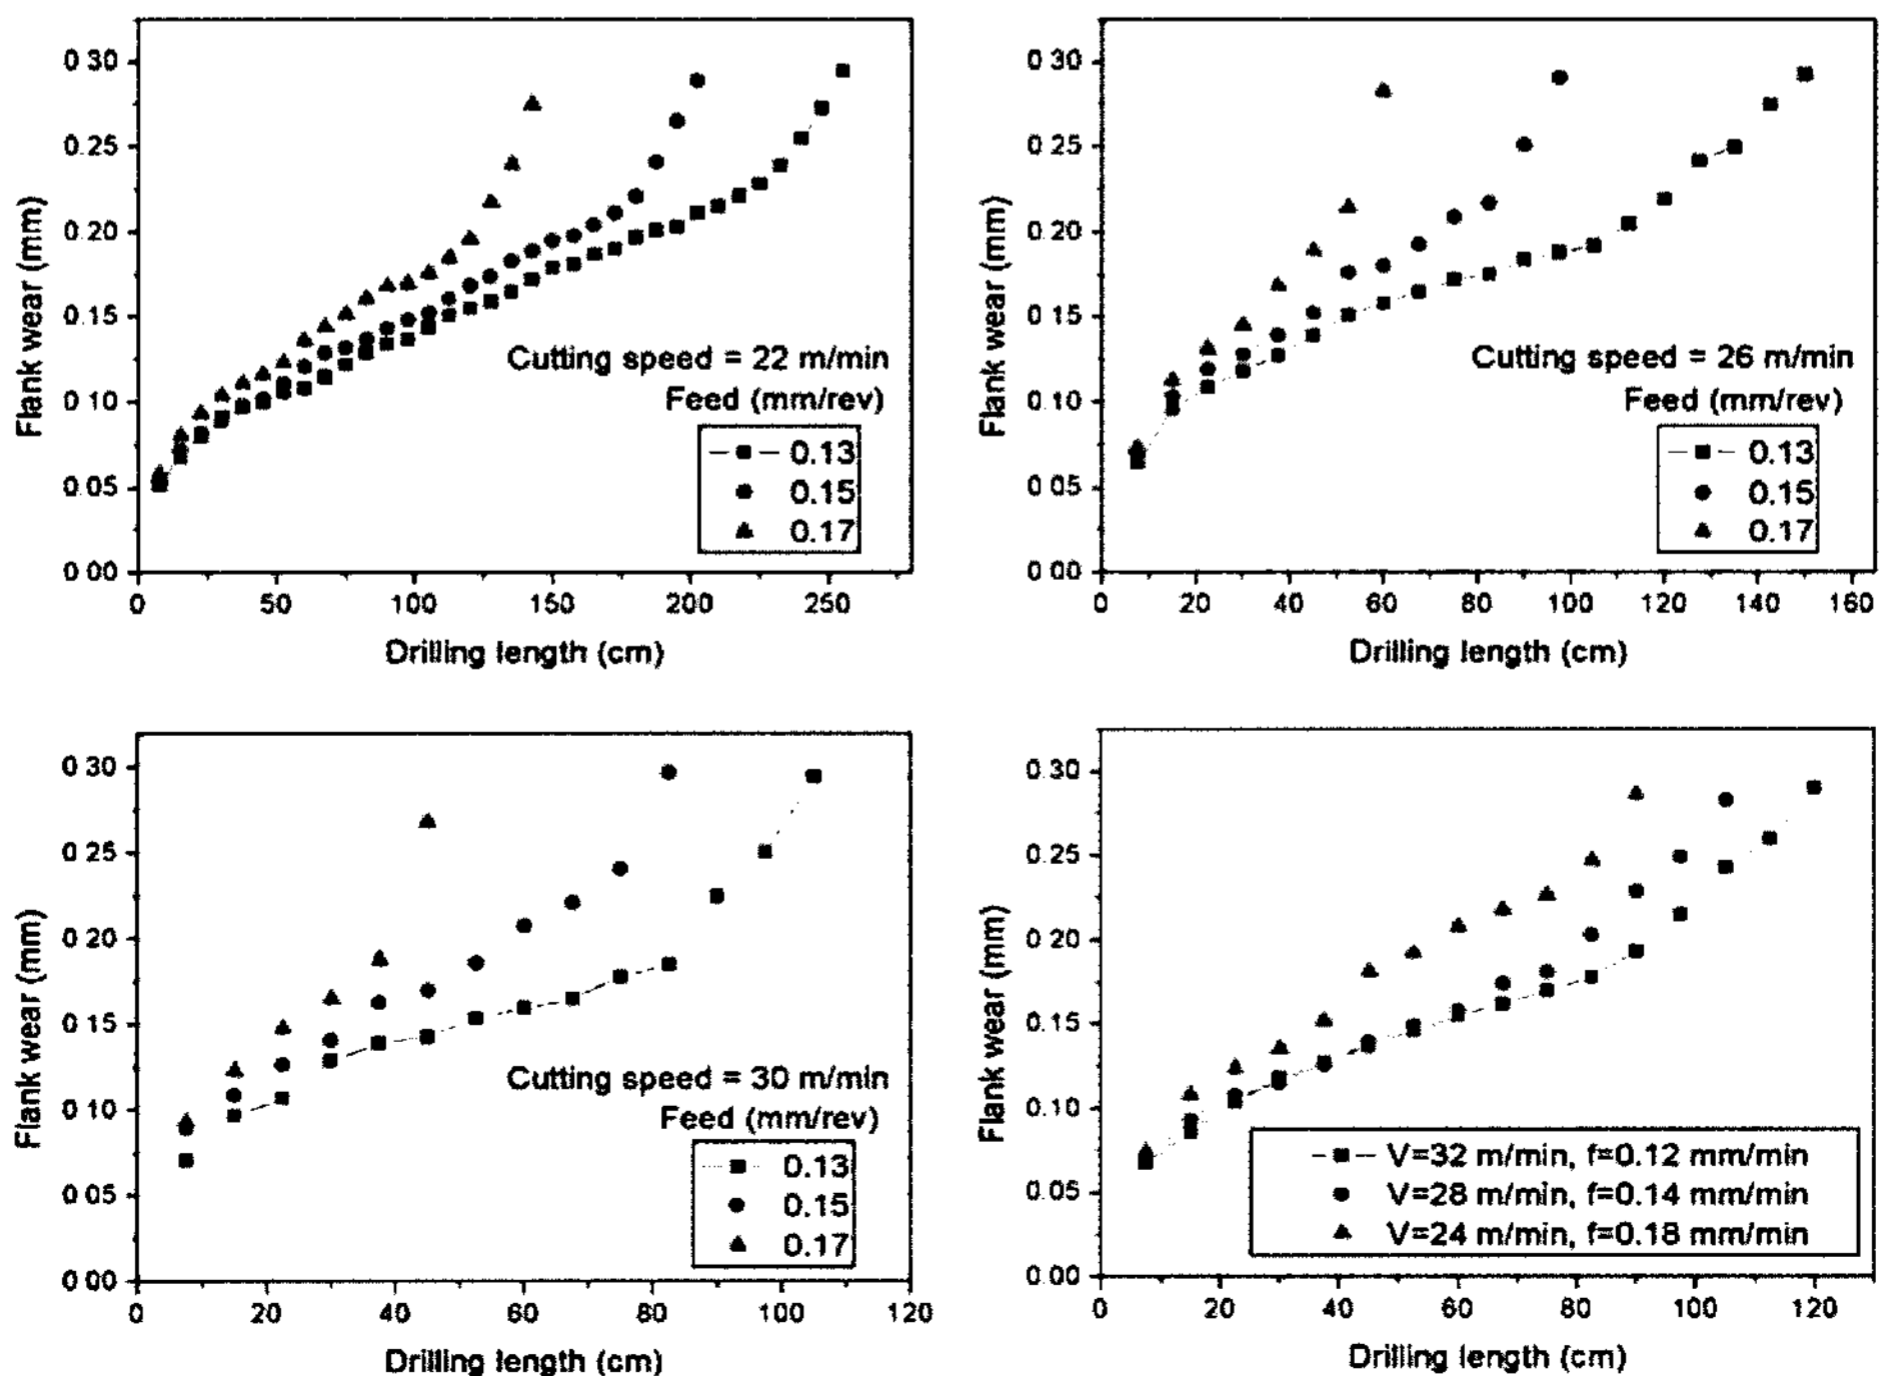 0.30
0.25
0.20
0.15
0.10
0.05
0.00
Flank wear (mm)
Cutting speed = 22 m/min
Feed (mm/rev)
0.13
0.15
0.17
0 50 100 150 200 250
Drilling length (cm)
0.30
0.25
0.20
0.15
0.10
0.05
0.00
Flank wear (mm)
Cutting speed = 26 m/min
Feed (mm/rev)
0.13
0.15
0.17
0 20 40 60 80 100 120 140 160
Drilling length (cm)
0.30
0.25
0.20
0.15
0.10
0.05
0.00
Flank wear (mm)
Cutting speed = 30 m/min
Feed (mm/rev)
0.13
0.15
0.17
0 20 40 60 80 100 120
Drilling length (cm)
0.30
0.25
0.20
0.15
0.10
0.05
0.00
Flank wear (mm)
V=32 m/min, f=0.12 mm/min
V=28 m/min, f=0.14 mm/min
V=24 m/min, f=0.18 mm/min
0 20 40 60 80 100 120
Drilling length (cm)